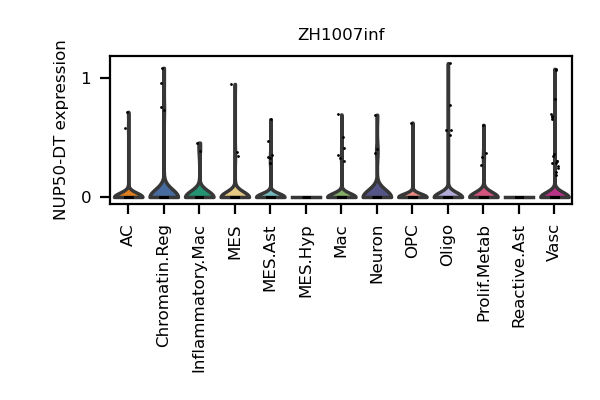 ZH1007inf
NUP50-DT expression
1
0
AC
Chromatin.Reg
Inflammatory.Mac
MES
MES.Ast
MES.Hyp
Mac
Neuron
OPC
Oligo
Prolif.Metab
Reactive.Ast
Vasc